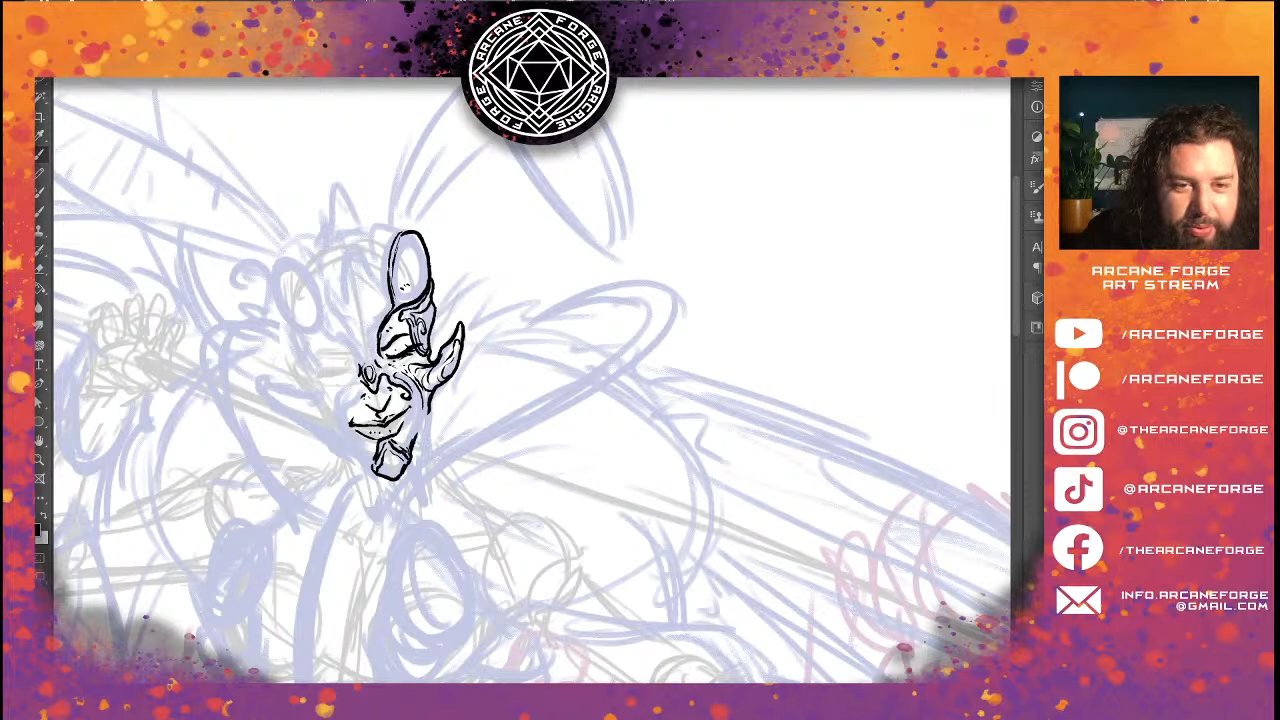 ARCANE FORGE
ARCANE FORGE
ARCANE FORGE
ART STREAM
/ARCANEFORGE
/ARCANEFORGE
@THEARCANEFORGE
@ARCANEFORGE
/THEARCANEFORGE
INFO.ARCANEFORGE
@GMAIL.COM